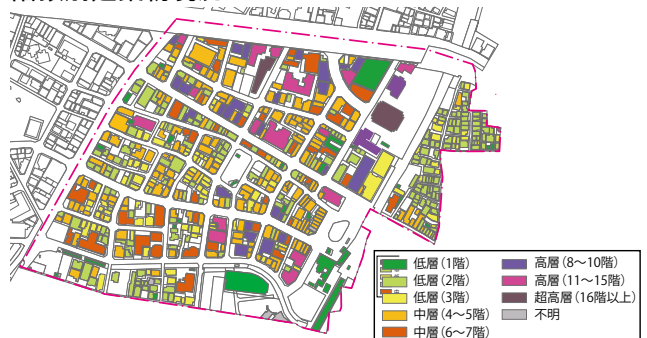 低層(1階)
低層(2階)
低層(3階)
中層(4〜5階)
中層(6〜7階)
高層(8〜10階)
高層(11〜15階)
超高層(16階以上)
不明